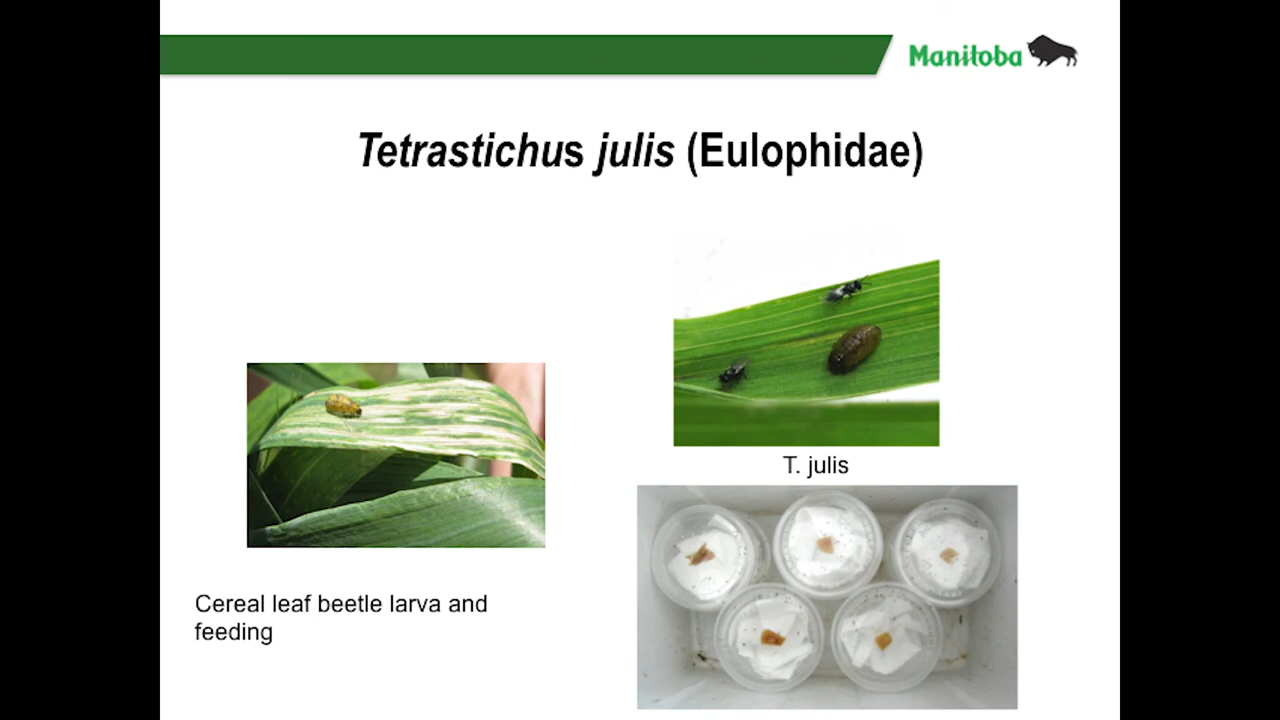 Manitoba
Tetrastichus julis (Eulophidae)
T. julis
Cereal leaf beetle larva and
feeding